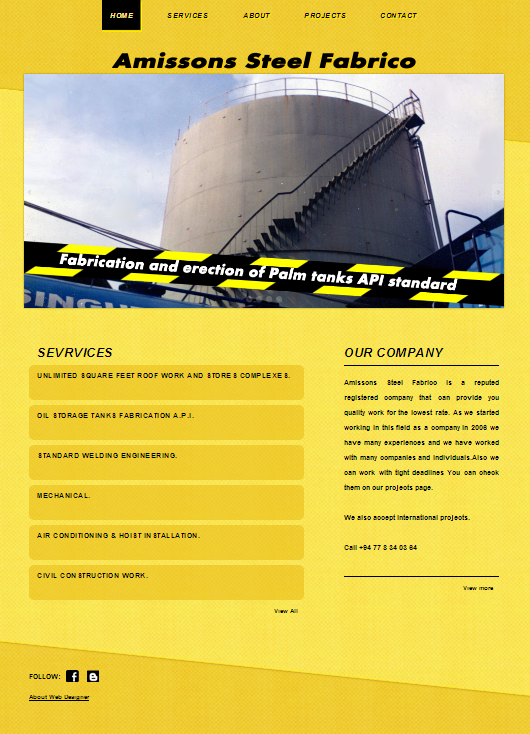 HOME SERVICES ABOUT PROJECTS CONTACT
Amissons Steel Fabrico
Fabrication and erection of Palm tanks API standard
SEVRVICES
UNLIMITED SQUARE FEET ROOF WORK AND STORES COMPLEXES.
OIL STORAGE TANKS FABRICATION A.P.I.
STANDARD WELDING ENGINEERING.
MECHANICAL.
AIR CONDITIONING & HOIST INSTALLATION.
CIVIL CONSTRUCTION WORK.
View All
OUR COMPANY
Amissons Steel Fabrico is a reputed
registered company that can provide you
quality work for the lowest rate. As we started
working in this field as a company in 2006 we
have many experiences and we have worked
with many companies and individuals.Also we
can work with tight deadlines You can check
them on our projects page.
We also accept international projects.
Call +94 77 3 34 03 64
View more
FOLLOW:
About Web Designer